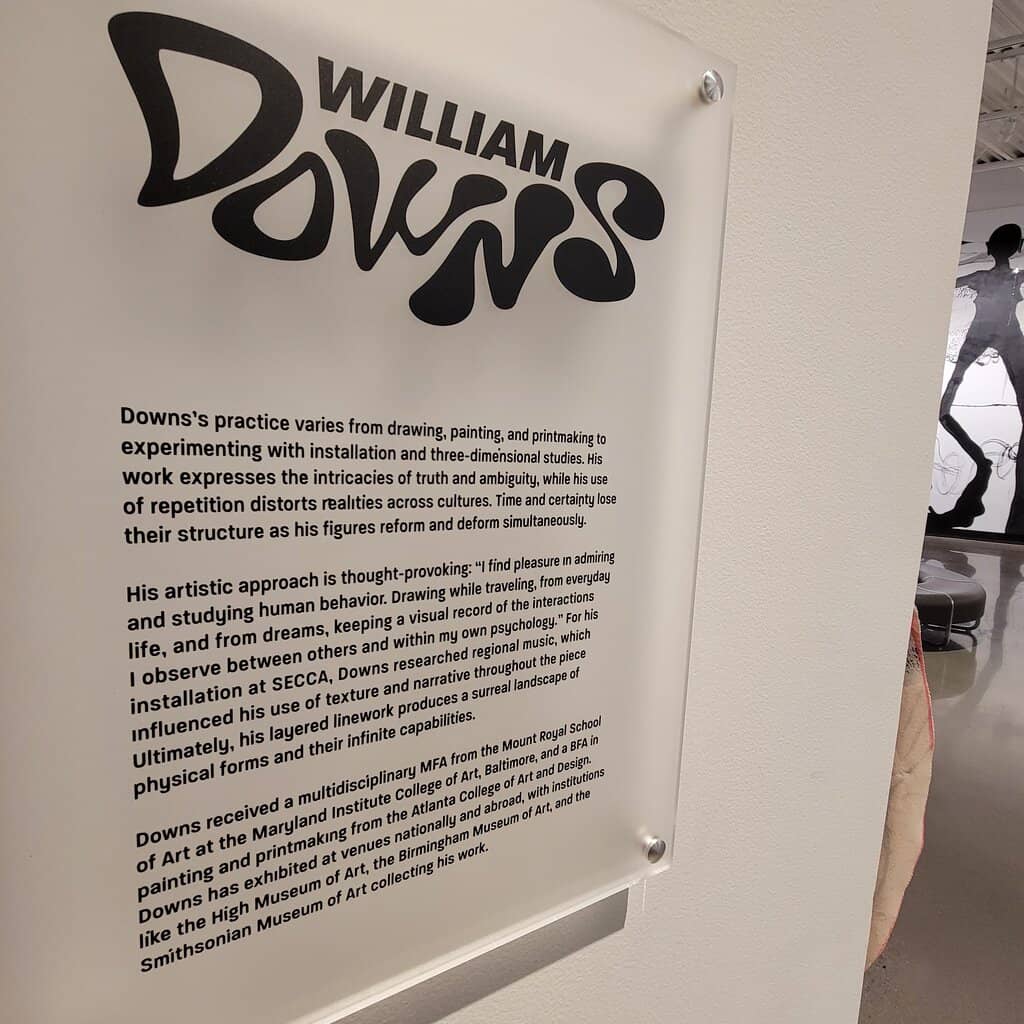 WILLIAM
DOWNS
Downs's practice varies from drawing, painting, and printmaking to
experimenting with installation and three-dimensional studies. His
work expresses the intricacies of truth and ambiguity, while his use
of repetition distorts realities across cultures. Time and certainty lose
their structure as his figures reform and deform simultaneously.
His artistic approach is thought-provoking: "I find pleasure in admiring
and studying human behavior. Drawing while traveling, from everyday
life, and from dreams, keeping a visual record of the interactions
I observe between others and within my own psychology." For his
installation at SECCA, Downs researched regional music, which
influenced his use of texture and narrative throughout the piece
Ultimately, his layered linework produces a surreal landscape of
physical forms and their infinite capabilities.
Downs received a multidisciplinary MFA from the Mount Royal School
of Art at the Maryland Institute College of Art, Baltimore, and a BFA in
painting and printmaking from the Atlanta College of Art and Design.
Downs has exhibited at venues nationally and abroad, with institutions
like the High Museum of Art, the Birmingham Museum of Art, and the
Smithsonian Museum of Art collecting his work.